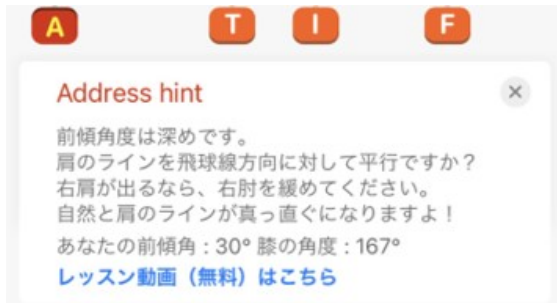 A T I F
Address hint
×
前傾角度は深めです。
肩のラインを飛球線方向に対して平行ですか？
右肩が出るなら、右肘を緩めてください。
自然と肩のラインが真っ直ぐになりますよ！
あなたの前傾角：30° 膝の角度：167°
レッスン動画（無料）はこちら